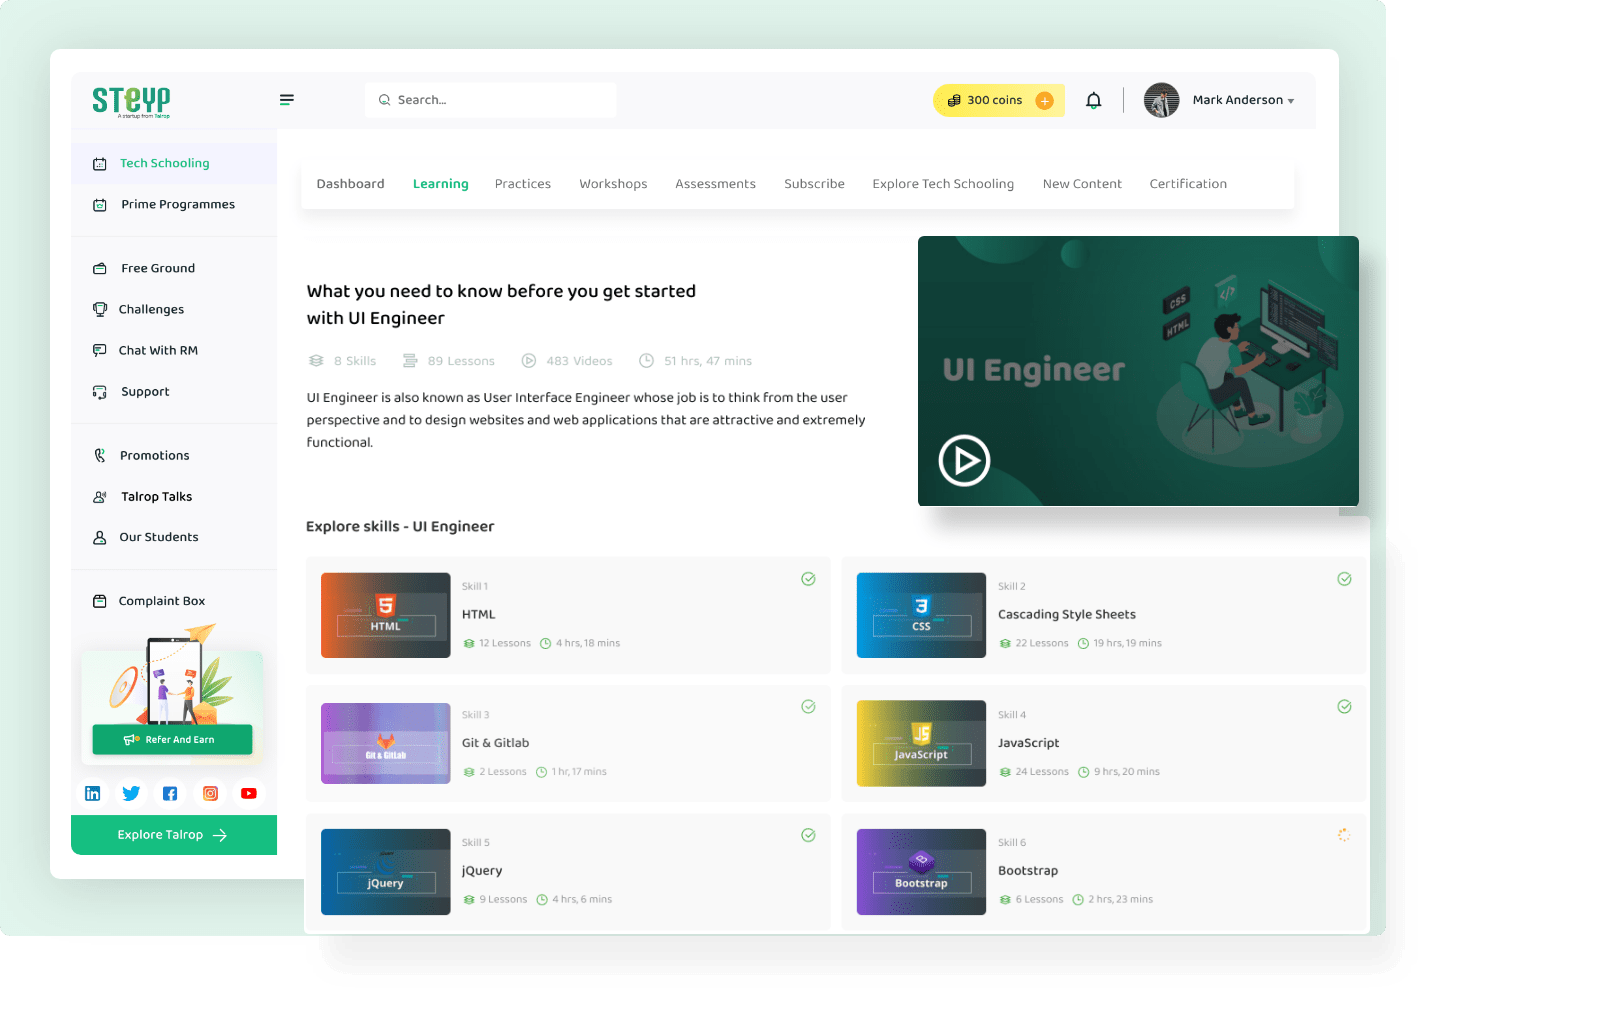 STEYP
A startup from Talrop
Search...
300 coins
Mark Anderson
Tech Schooling
Prime Programmes
Free Ground
Challenges
Chat With RM
Support
Promotions
Talrop Talks
Our Students
Complaint Box
Refer And Earn
Explore Talrop
Dashboard Learning Practices Workshops Assessments Subscribe Explore Tech Schooling New Content Certification
What you need to know before you get started
with UI Engineer
8 Skills 89 Lessons 483 Videos 51 hrs, 47 mins
UI Engineer is also known as User Interface Engineer whose job is to think from the user
perspective and to design websites and web applications that are attractive and extremely
functional.
CSS
</>
HTML
UI Engineer
Explore skills - UI Engineer
HTML
Skill 1
HTML
12 Lessons 4 hrs, 18 mins
CSS
Skill 2
Cascading Style Sheets
22 Lessons 19 hrs, 19 mins
Git & Gitlab
Skill 3
Git & Gitlab
2 Lessons 1 hr, 17 mins
JS
JavaScript
Skill 4
JavaScript
24 Lessons 9 hrs, 20 mins
jQuery
Skill 5
jQuery
9 Lessons 4 hrs, 6 mins
Bootstrap
Skill 6
Bootstrap
6 Lessons 2 hrs, 23 mins